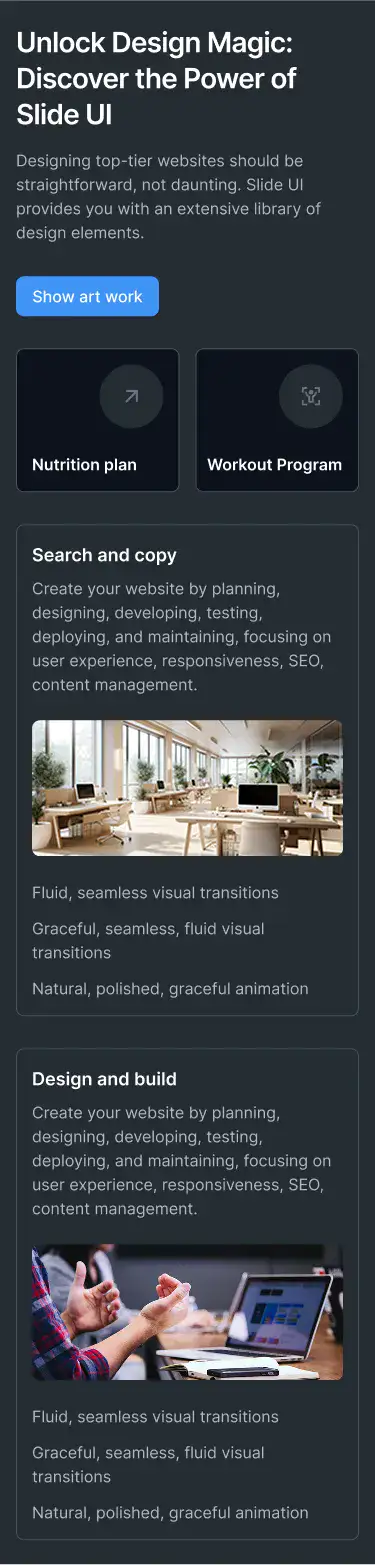 Unlock Design Magic:
Discover the Power of
Slide UI
Designing top-tier websites should be
straightforward, not daunting. Slide UI
provides you with an extensive library of
design elements.
Show art work
Nutrition plan
Workout Program
Search and copy
Create your website by planning,
designing, developing, testing,
deploying, and maintaining, focusing on
user experience, responsiveness, SEO,
content management.
Fluid, seamless visual transitions
Graceful, seamless, fluid visual
transitions
Natural, polished, graceful animation
Design and build
Create your website by planning,
designing, developing, testing,
deploying, and maintaining, focusing on
user experience, responsiveness, SEO,
content management.
Fluid, seamless visual transitions
Graceful, seamless, fluid visual
transitions
Natural, polished, graceful animation